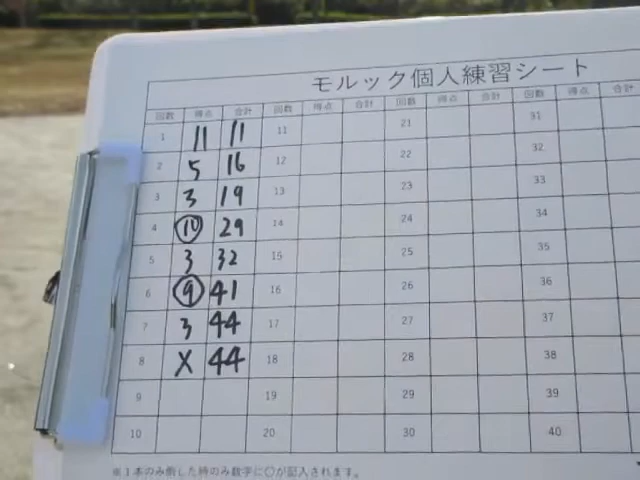 モルック個人練習シート
回数 得点 合計 回数 得点 合計 回数 得点 合計 回数 得点 合計
1 11 11 11 21 31
2 5 16 12 22 32
3 3 19 13 23 33
4 ⑩ 29 14 24 34
5 3 32 15 25 35
6 ⑨ 41 16 26 36
7 3 44 17 27 37
8 X 44 18 28 38
9 19 29 39
10 20 30 40
※1本のみ倒した時のみ数字に○が記入されます。